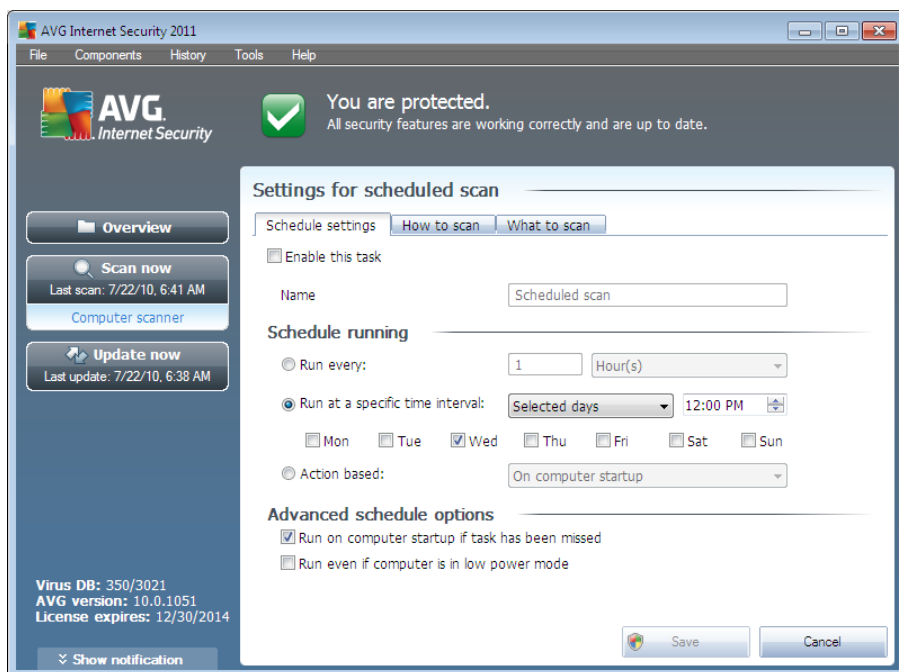 AVG Internet Security 2011
File Components History Tools Help
AVG.
Internet Security
You are protected.
All security features are working correctly and are up to date.
Overview
Scan now
Last scan: 7/22/10, 6:41 AM
Computer scanner
Update now
Last update: 7/22/10, 6:38 AM
Virus DB: 350/3021
AVG version: 10.0.1051
License expires: 12/30/2014
Show notification
Settings for scheduled scan
Schedule settings How to scan What to scan
Enable this task
Name Scheduled scan
Schedule running
Run every: 1 Hour(s)
Run at a specific time interval: Selected days 12:00 PM
Mon Tue Wed Thu Fri Sat Sun
Action based: On computer startup
Advanced schedule options
Run on computer startup if task has been missed
Run even if computer is in low power mode
Save Cancel